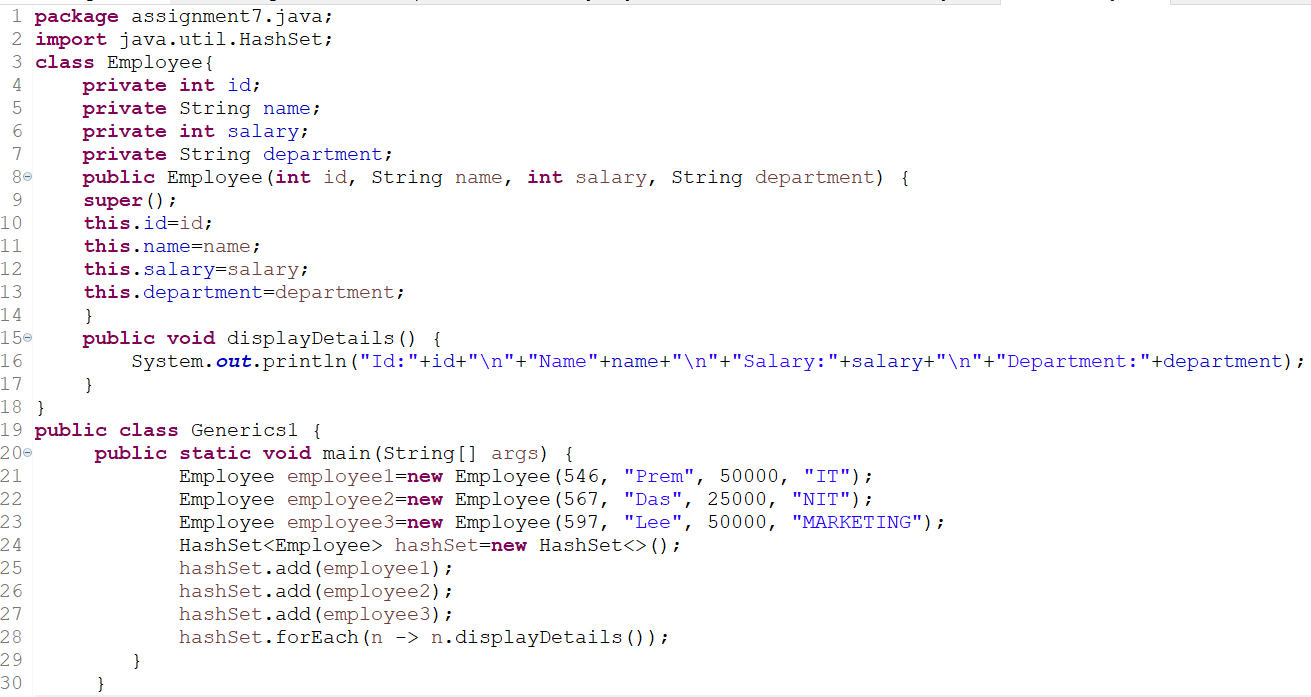 1 package assignment7.java;
2 import java.util.HashSet;
3 class Employee{
4     private int id;
5     private String name;
6     private int salary;
7     private String department;
8     public Employee(int id, String name, int salary, String department) {
9     super();
10     this.id=id;
11     this.name=name;
12     this.salary=salary;
13     this.department=department;
14     }
15     public void displayDetails() {
16         System.out.println("Id:"+id+"\n"+"Name"+name+"\n"+"Salary:"+salary+"\n"+"Department:"+department);
17     }
18 }
19 public class Generics1 {
20      public static void main(String[] args) {
21             Employee employee1=new Employee(546, "Prem", 50000, "IT");
22             Employee employee2=new Employee(567, "Das", 25000, "NIT");
23             Employee employee3=new Employee(597, "Lee", 50000, "MARKETING");
24             HashSet<Employee> hashSet=new HashSet<>();
25             hashSet.add(employee1);
26             hashSet.add(employee2);
27             hashSet.add(employee3);
28             hashSet.forEach(n -> n.displayDetails());
29         }
30      }